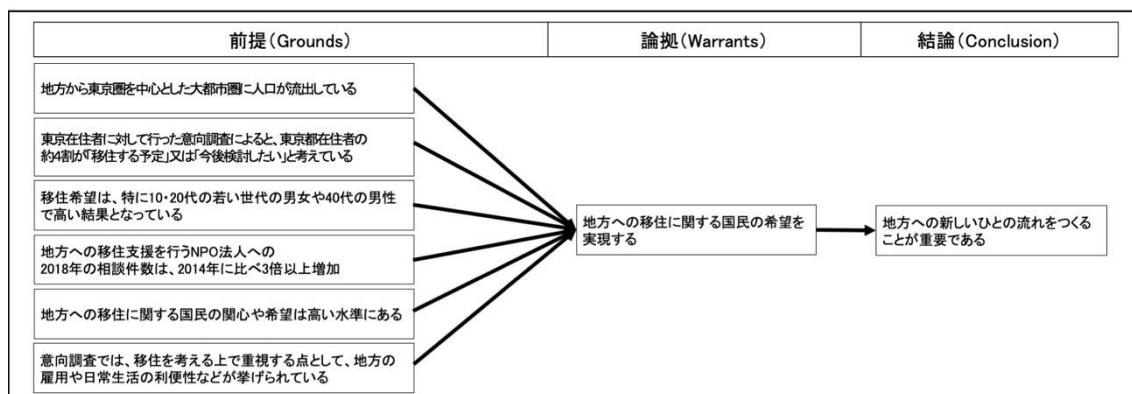 前提(Grounds)
論拠(Warrants)
結論(Conclusion)
地方から東京圏を中心とした大都市圏に人口が流出している
東京在住者に対して行った意向調査によると、東京都在住者の
約4割が「移住する予定」又は「今後検討したい」と考えている
移住希望は、特に10・20代の若い世代の男女や40代の男性
で高い結果となっている
地方への移住支援を行うNPO法人への
2018年の相談件数は、2014年に比べ3倍以上増加
地方への移住に関する国民の関心や希望は高い水準にある
意向調査では、移住を考える上で重視する点として、地方の
雇用や日常生活の利便性などが挙げられている
地方への移住に関する国民の希望を
実現する
地方への新しいひとの流れをつくる
ことが重要である